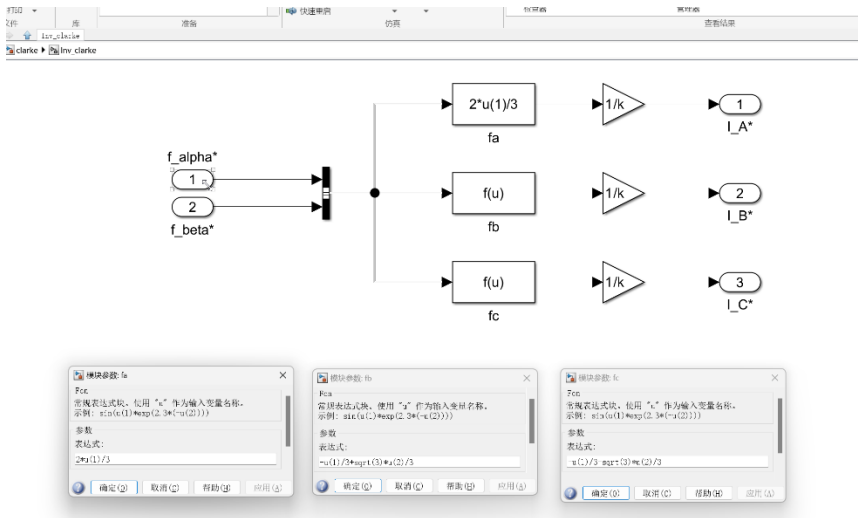 打印
快速重启
文件
库
准备
仿真
查看结果
Inv_clarke
clarke ▶ Inv_clarke
f_alpha*
1
2
f_beta*
2*u(1)/3
fa
1/k
1
I_A*
f(u)
fb
1/k
2
I_B*
f(u)
fc
1/k
3
I_C*
模块参数: fa
Fcn
常规表达式块。使用 "u" 作为输入变量名称。
示例: sin(u(1)*exp(2.3*(-u(2))))
参数
表达式:
2*u(1)/3
确定(O) 取消(C) 帮助(H) 应用(A)
模块参数: fb
Fcn
常规表达式块。使用 "u" 作为输入变量名称。
示例: sin(u(1)*exp(2.3*(-u(2))))
参数
表达式:
-u(1)/3+sqrt(3)*u(2)/3
确定(O) 取消(C) 帮助(H) 应用(A)
模块参数: fc
Fcn
常规表达式块。使用 "u" 作为输入变量名称。
示例: sin(u(1)*exp(2.3*(-u(2))))
参数
表达式:
-u(1)/3-sqrt(3)*u(2)/3
确定(O) 取消(C) 帮助(H) 应用(A)